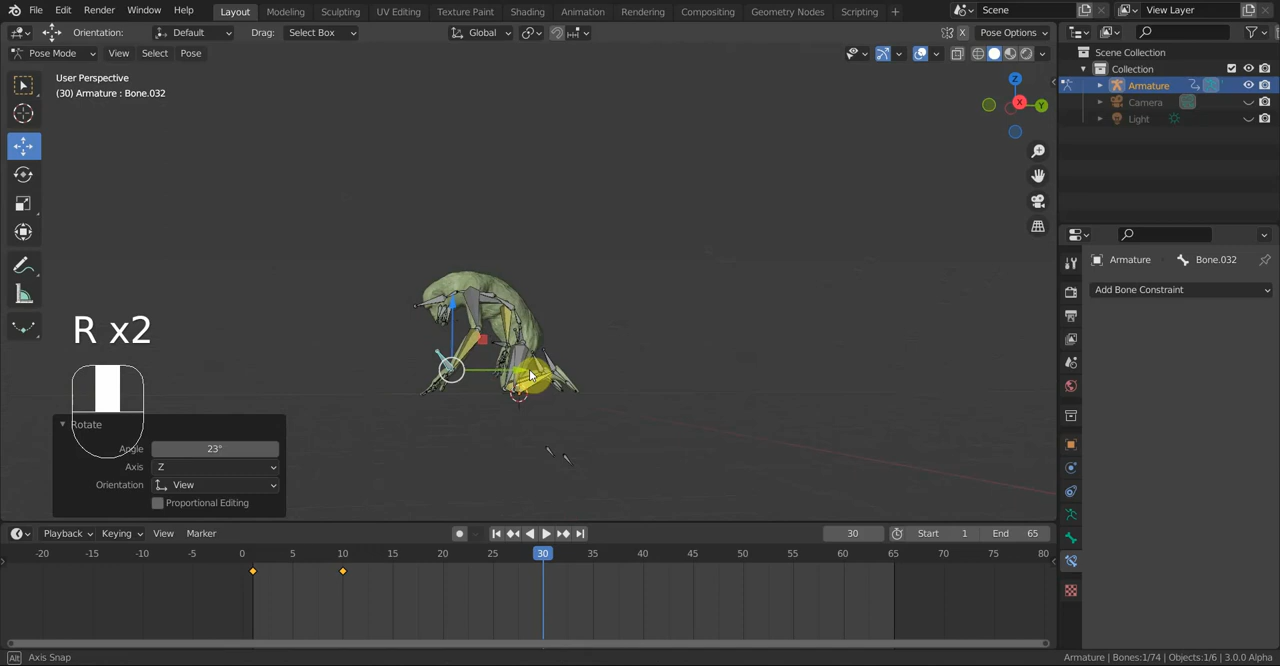 File Edit Render Window Help Layout Modeling Sculpting UV Editing Texture Paint Shading Animation Rendering Compositing Geometry Nodes Scripting + Scene View Layer
Orientation: Default Drag: Select Box Global Pose Options
Pose Mode View Select Pose
User Perspective
(30) Armature : Bone.032
Z
X
Y
Scene Collection
Collection
Armature
Camera
Light
Armature Bone.032
Add Bone Constraint
R x2
Rotate
Angle 23°
Axis Z
Orientation View
Proportional Editing
Playback Keying View Marker 30 Start 1 End 65
-20 -15 -10 -5 0 5 10 15 20 25 30 35 40 45 50 55 60 65 70 75 80
Alt Axis Snap
Armature | Bones:1/74 | Objects:1/6 | 3.0.0 Alpha